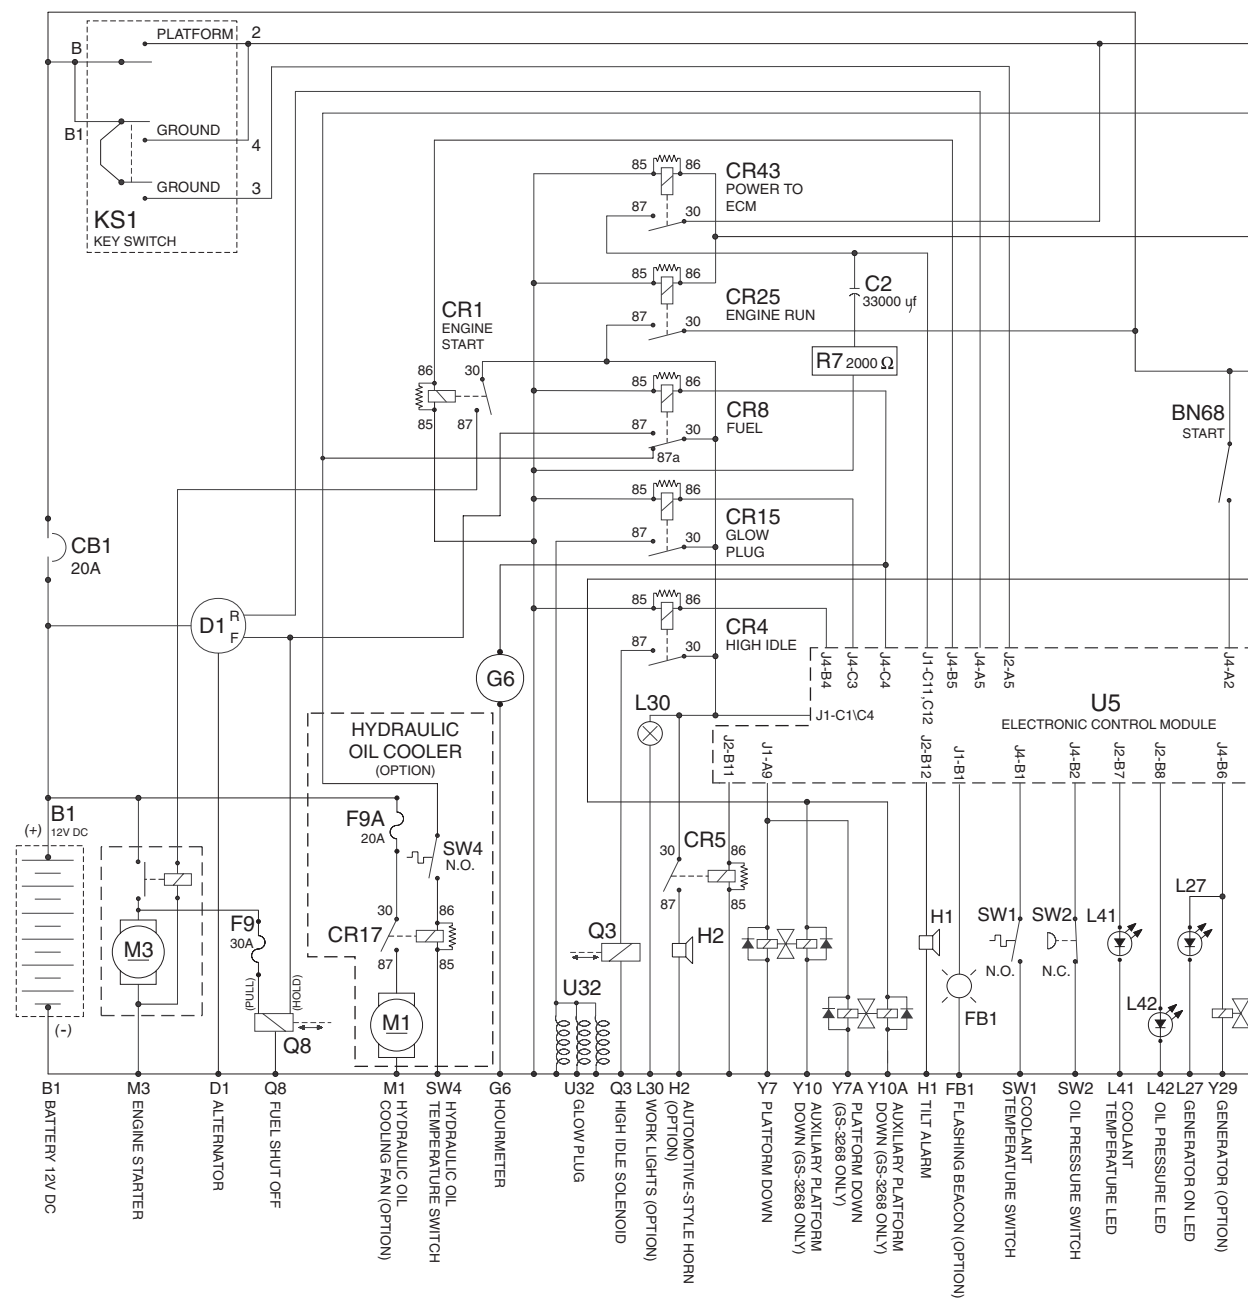 PLATFORM 2
B
B1
GROUND
4
GROUND 3
KS1
KEY SWITCH
85 86
CR43
POWER TO
ECM
87
30
85 86
CR25
ENGINE RUN
87
30
C2
33000 uf
R7 2000 Ω
CR1
ENGINE
START
86
30
85
87
85 86
CR8
FUEL
87
30
87a
BN68
START
85 86
CR15
GLOW
PLUG
87
30
CB1
20A
85 86
CR4
HIGH IDLE
87
30
D1
R
F
G6
J4-B4
J4-C3
J4-C4
J1-C11,C12
J4-B5
J4-A5
J2-A5
J4-A2
U5
ELECTRONIC CONTROL MODULE
J1-C1\C4
J2-B11
J1-A9
J2-B12
J1-B1
J4-B1
J4-B2
J2-B7
J2-B8
J4-B6
L30
HYDRAULIC
OIL COOLER
(OPTION)
B1
12V DC
(+)
(-)
F9A
20A
SW4
N.O.
30
CR17
87
86
85
M1
M3
F9
30A
(PULL)
(HOLD)
Q8
30
CR5
86
87
85
Q3
H2
U32
H1
FB1
SW1
N.O.
SW2
N.C.
L41
L42
L27
B1
BATTERY 12V DC
M3
ENGINE STARTER
D1
ALTERNATOR
Q8
FUEL SHUT OFF
M1
HYDRAULIC OIL
COOLING FAN (OPTION)
SW4
HYDRAULIC OIL
TEMPERATURE SWITCH
G6
HOURMETER
U32
GLOW PLUG
Q3
HIGH IDLE SOLENOID
L30
WORK LIGHTS (OPTION)
H2
AUTOMOTIVE-STYLE HORN
(OPTION)
Y7
PLATFORM DOWN
Y10
AUXILIARY PLATFORM
DOWN (GS-3268 ONLY)
Y7A
PLATFORM DOWN
(GS-3268 ONLY)
Y10A
AUXILIARY PLATFORM
DOWN (GS-3268 ONLY)
H1
TILT ALARM
FB1
FLASHING BEACON (OPTION)
SW1
COOLANT
TEMPERATURE SWITCH
SW2
OIL PRESSURE SWITCH
L41
COOLANT
TEMPERATURE LED
L42
OIL PRESSURE LED
L27
GENERATOR ON LED
Y29
GENERATOR (OPTION)